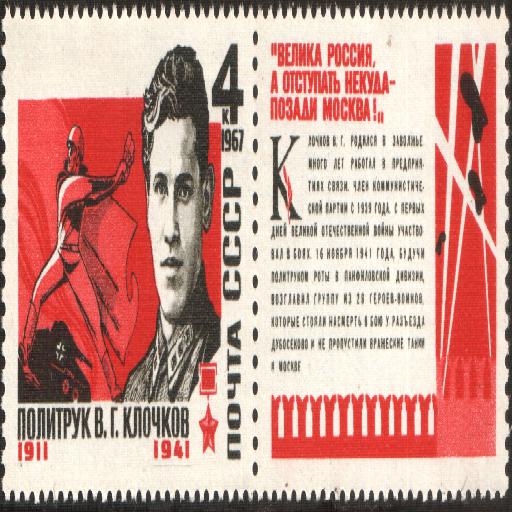 4
К
1967
ПОЧТА СССР
ПОЛИТРУК В. Г. КЛОЧКОВ
1911 1941
"ВЕЛИКА РОССИЯ,
А ОТСТУПАТЬ НЕКУДА-
ПОЗАДИ МОСКВА!„
КЛОЧКОВ В. Г. РОДИЛСЯ В ЗАВОЛЖЬЕ
МНОГО ЛЕТ РАБОТАЛ В ПРЕДПРИЯ-
ТИЯХ СВЯЗИ. ЧЛЕН КОММУНИСТИЧЕ-
СКОЙ ПАРТИИ С 1939 ГОДА. С ПЕРВЫХ
ДНЕЙ ВЕЛИКОЙ ОТЕЧЕСТВЕННОЙ ВОЙНЫ УЧАСТВО-
ВАЛ В БОЯХ. 16 НОЯБРЯ 1941 ГОДА, БУДУЧИ
ПОЛИТРУКОМ РОТЫ В ПАНФИЛОВСКОЙ ДИВИЗИИ,
ВОЗГЛАВИЛ ГРУППУ ИЗ 28 ГЕРОЕВ-ВОИНОВ,
КОТОРЫЕ СТОЯЛИ НАСМЕРТЬ В БОЮ У РАЗЪЕЗДА
ДУБОСЕКОВО И НЕ ПРОПУСТИЛИ ВРАЖЕСКИЕ ТАНКИ
К МОСКВЕ